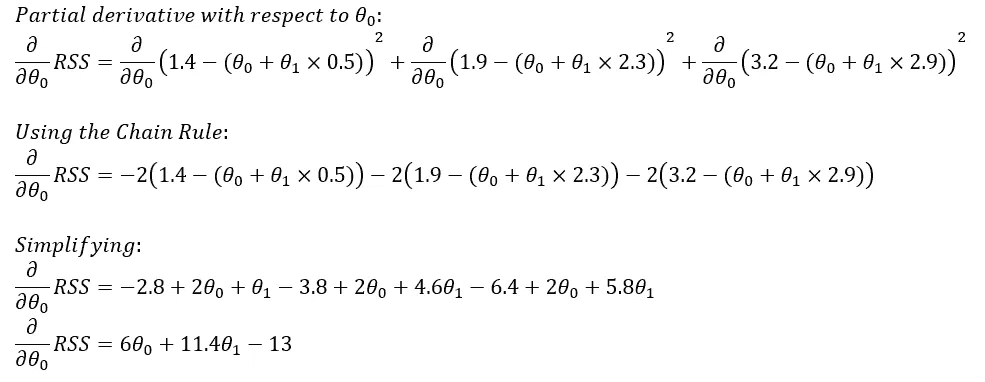 Partial derivative with respect to θ₀:
∂/∂θ₀ RSS = ∂/∂θ₀ (1.4 − (θ₀ + θ₁ × 0.5))² + ∂/∂θ₀ (1.9 − (θ₀ + θ₁ × 2.3))² + ∂/∂θ₀ (3.2 − (θ₀ + θ₁ × 2.9))²
Using the Chain Rule:
∂/∂θ₀ RSS = −2(1.4 − (θ₀ + θ₁ × 0.5)) − 2(1.9 − (θ₀ + θ₁ × 2.3)) − 2(3.2 − (θ₀ + θ₁ × 2.9))
Simplifying:
∂/∂θ₀ RSS = −2.8 + 2θ₀ + θ₁ − 3.8 + 2θ₀ + 4.6θ₁ − 6.4 + 2θ₀ + 5.8θ₁
∂/∂θ₀ RSS = 6θ₀ + 11.4θ₁ − 13